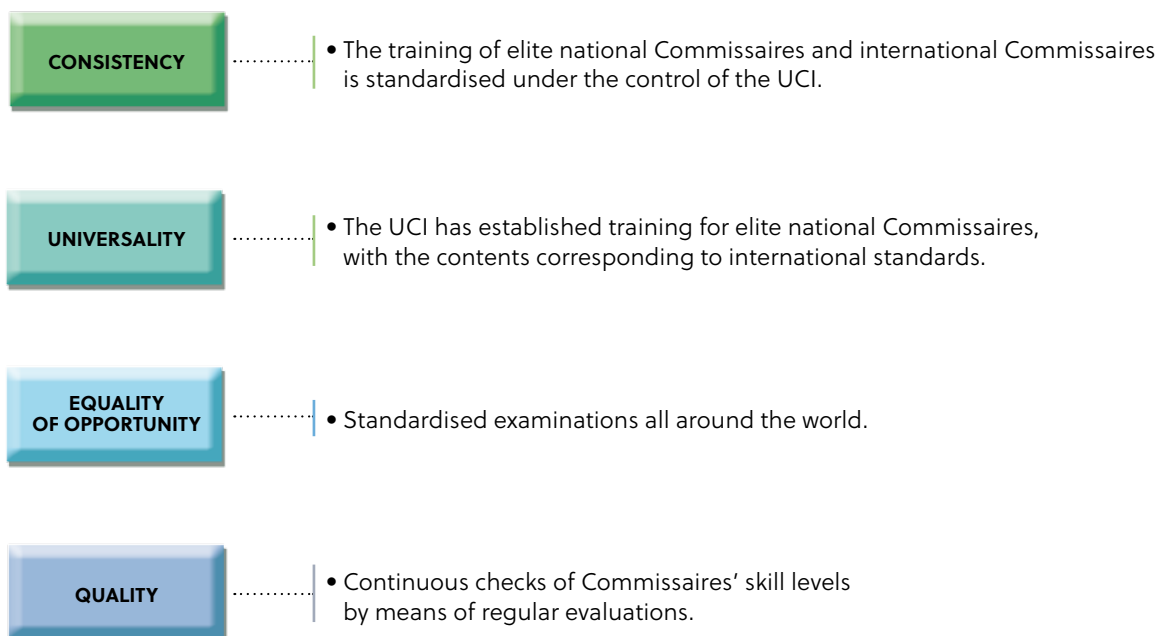 CONSISTENCY
• The training of elite national Commissaires and international Commissaires
is standardised under the control of the UCI.
UNIVERSALITY
• The UCI has established training for elite national Commissaires,
with the contents corresponding to international standards.
EQUALITY
OF OPPORTUNITY
• Standardised examinations all around the world.
QUALITY
• Continuous checks of Commissaires’ skill levels
by means of regular evaluations.